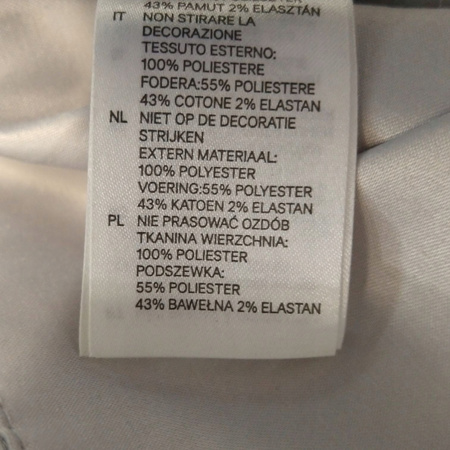 43% PAMUT 2% ELASZTÁN
IT NON STIRARE LA
DECORAZIONE
TESSUTO ESTERNO:
100% POLIESTERE
FODERA:55% POLIESTERE
43% COTONE 2% ELASTAN
NL NIET OP DE DECORATIE
STRIJKEN
EXTERN MATERIAAL:
100% POLYESTER
VOERING:55% POLYESTER
43% KATOEN 2% ELASTAN
PL NIE PRASOWAĆ OZDÓB
TKANINA WIERZCHNIA:
100% POLIESTER
PODSZEWKA:
55% POLIESTER
43% BAWEŁNA 2% ELASTAN